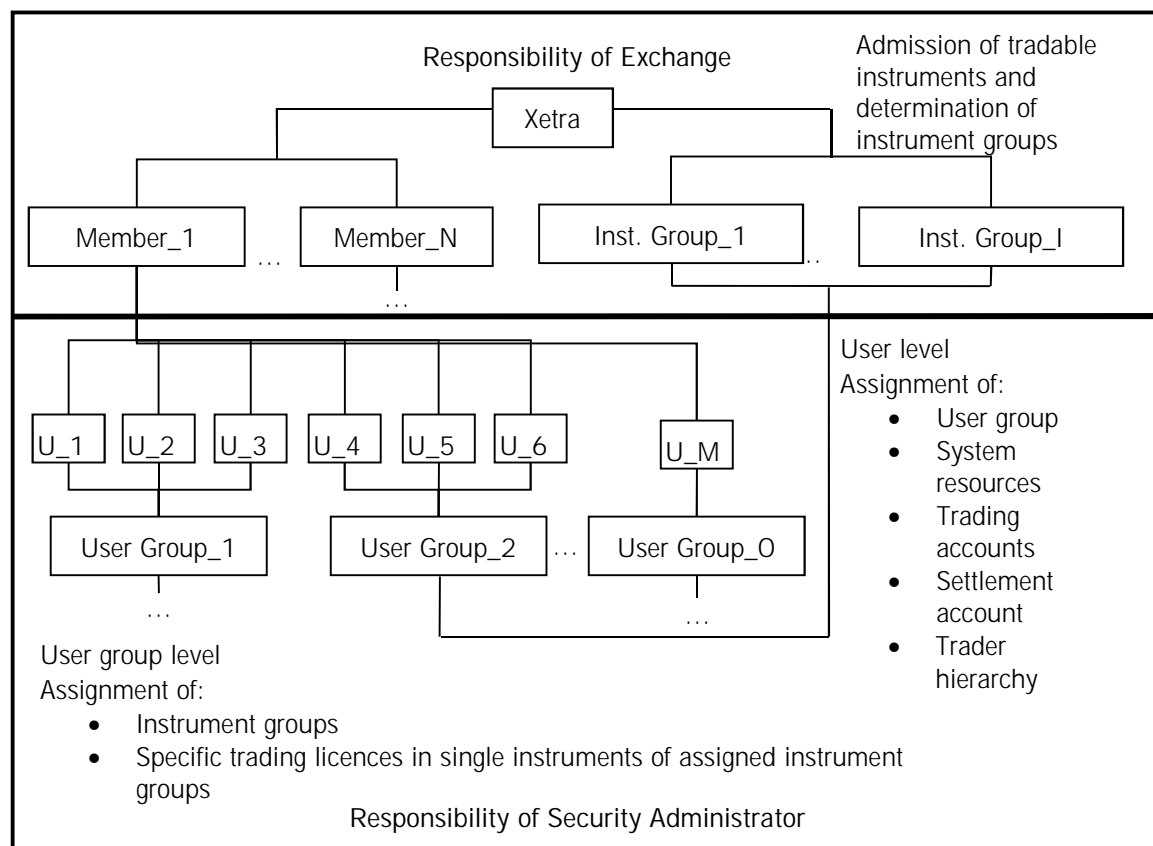 Responsibility of Exchange
Admission of tradable
instruments and
determination of
instrument groups
Xetra
Member_1
...
Member_N
Inst. Group_1
..
Inst. Group_I
...
User level
Assignment of:
• User group
• System
resources
• Trading
accounts
• Settlement
account
• Trader
hierarchy
U_1
U_2
U_3
U_4
U_5
U_6
U_M
User Group_1
User Group_2
...
User Group_O
...
...
User group level
Assignment of:
• Instrument groups
• Specific trading licences in single instruments of assigned instrument
groups
Responsibility of Security Administrator